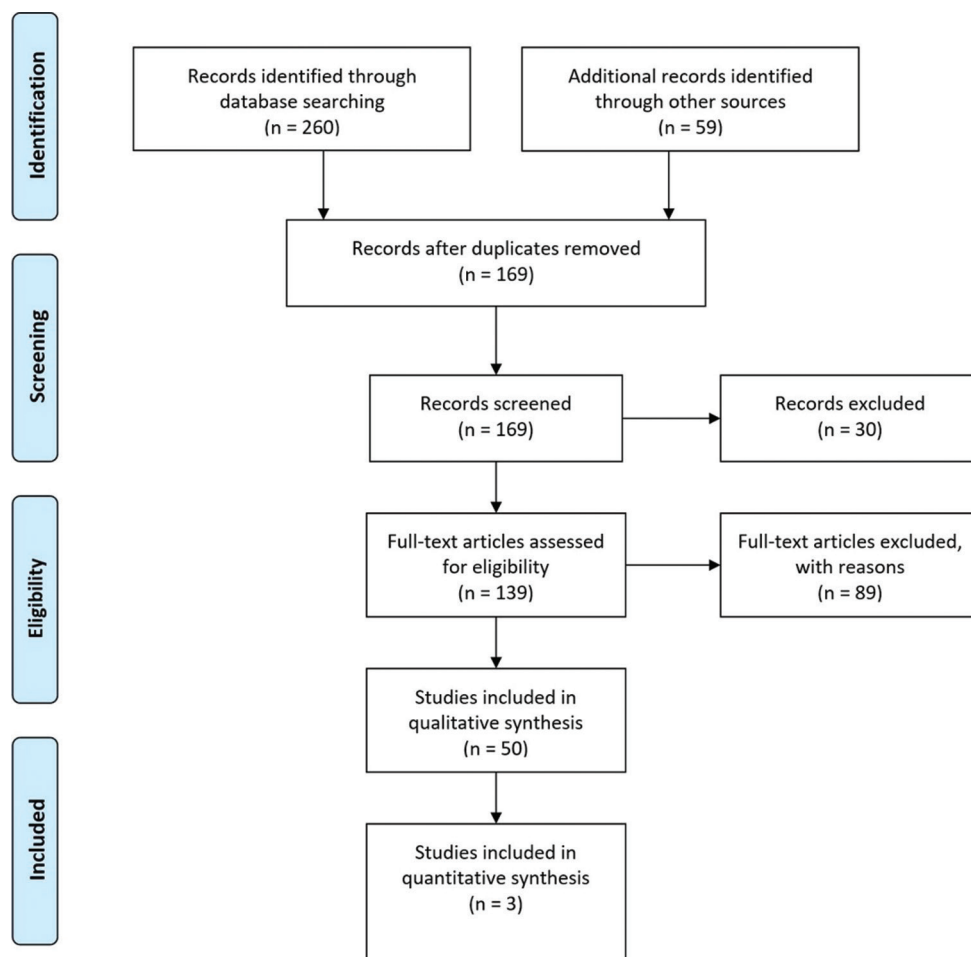 Identification
Records identified through
database searching
(n = 260)
Additional records identified
through other sources
(n = 59)
Screening
Records after duplicates removed
(n = 169)
Records screened
(n = 169)
Records excluded
(n = 30)
Eligibility
Full-text articles assessed
for eligibility
(n = 139)
Full-text articles excluded,
with reasons
(n = 89)
Studies included in
qualitative synthesis
(n = 50)
Included
Studies included in
quantitative synthesis
(n = 3)